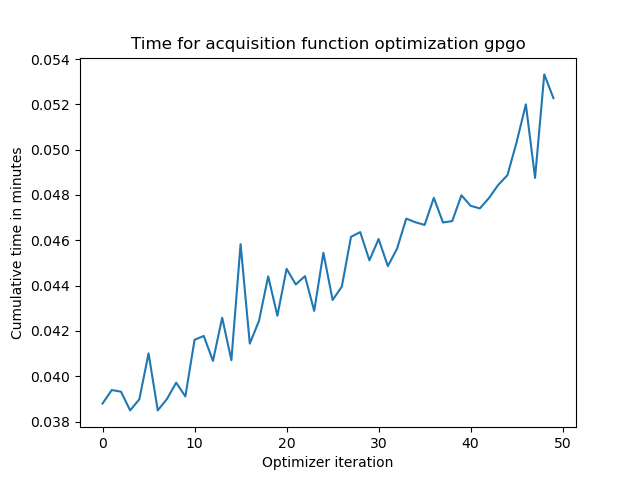 Time for acquisition function optimization gpgo
Cumulative time in minutes
0.054
0.052
0.050
0.048
0.046
0.044
0.042
0.040
0.038
0 10 20 30 40 50
Optimizer iteration